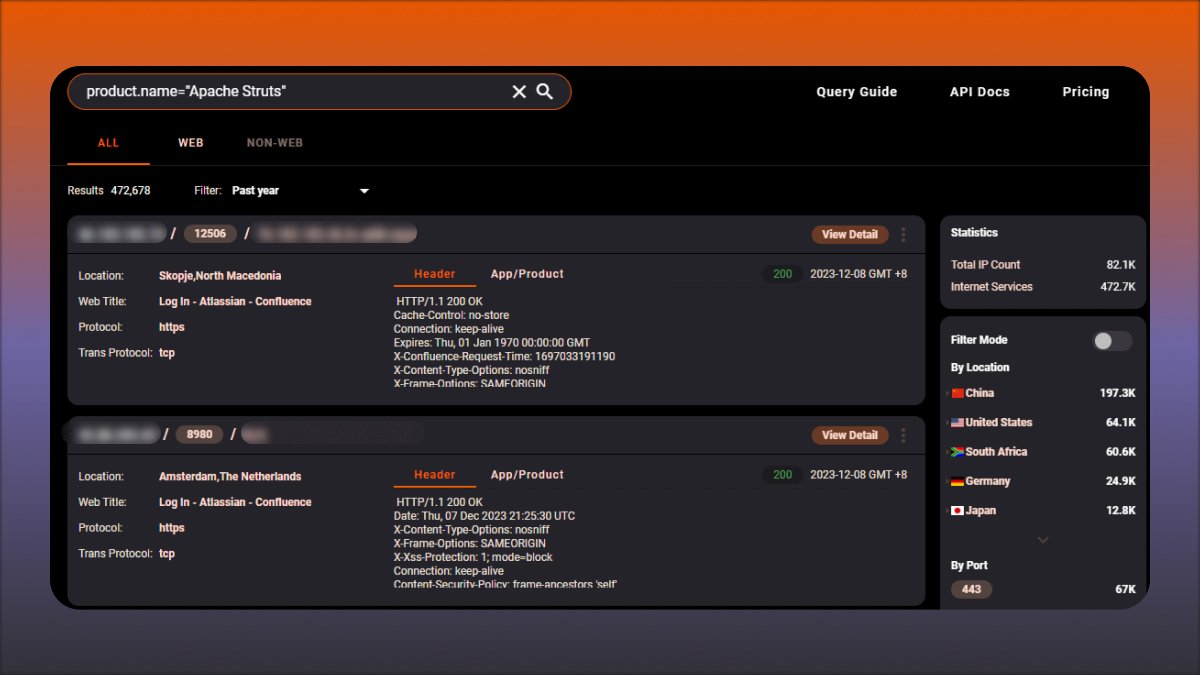 product.name="Apache Struts"
Query Guide API Docs Pricing
ALL WEB NON-WEB
Results 472,678 Filter: Past year
/ 12506 /
View Detail
Location: Skopje,North Macedonia
Web Title: Log In - Atlassian - Confluence
Protocol: https
Trans Protocol: tcp
Header App/Product 200 2023-12-08 GMT +8
HTTP/1.1 200 OK
Cache-Control: no-store
Connection: keep-alive
Expires: Thu, 01 Jan 1970 00:00:00 GMT
X-Confluence-Request-Time: 1697033191190
X-Content-Type-Options: nosniff
X-Frame-Options: SAMEORIGIN
/ 8980 /
View Detail
Location: Amsterdam,The Netherlands
Web Title: Log In - Atlassian - Confluence
Protocol: https
Trans Protocol: tcp
Header App/Product 200 2023-12-08 GMT +8
HTTP/1.1 200 OK
Date: Thu, 07 Dec 2023 21:25:30 UTC
X-Content-Type-Options: nosniff
X-Frame-Options: SAMEORIGIN
X-Xss-Protection: 1; mode=block
Connection: keep-alive
Content-Security-Policy: frame-ancestors 'self'
Statistics
Total IP Count 82.1K
Internet Services 472.7K
Filter Mode
By Location
China 197.3K
United States 64.1K
South Africa 60.6K
Germany 24.9K
Japan 12.8K
By Port
443 67K